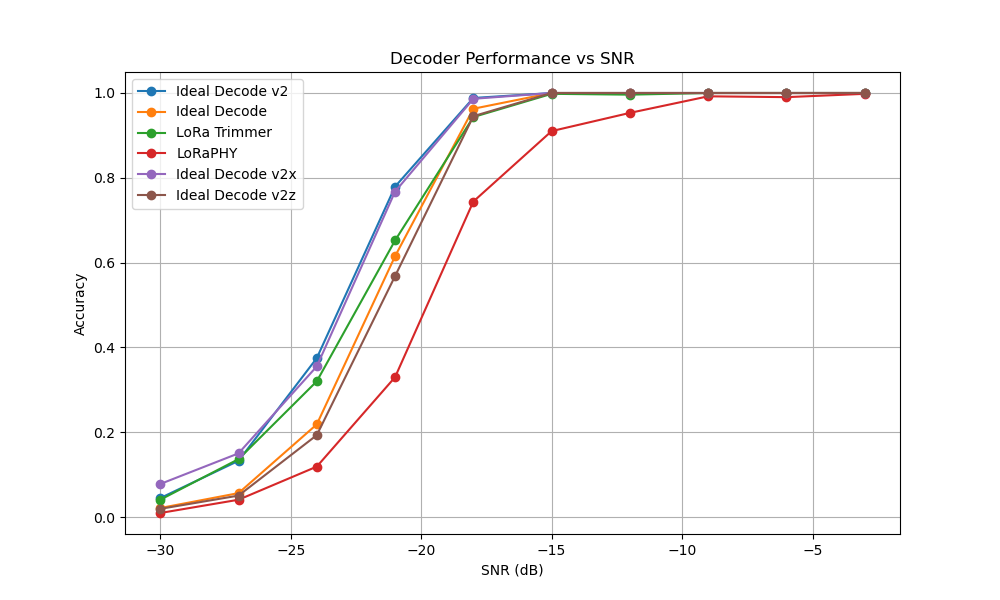 Decoder Performance vs SNR
Ideal Decode v2
Ideal Decode
LoRa Trimmer
LoRaPHY
Ideal Decode v2x
Ideal Decode v2z
1.0
0.8
0.6
0.4
0.2
0.0
Accuracy
−30
−25
−20
−15
−10
−5
SNR (dB)